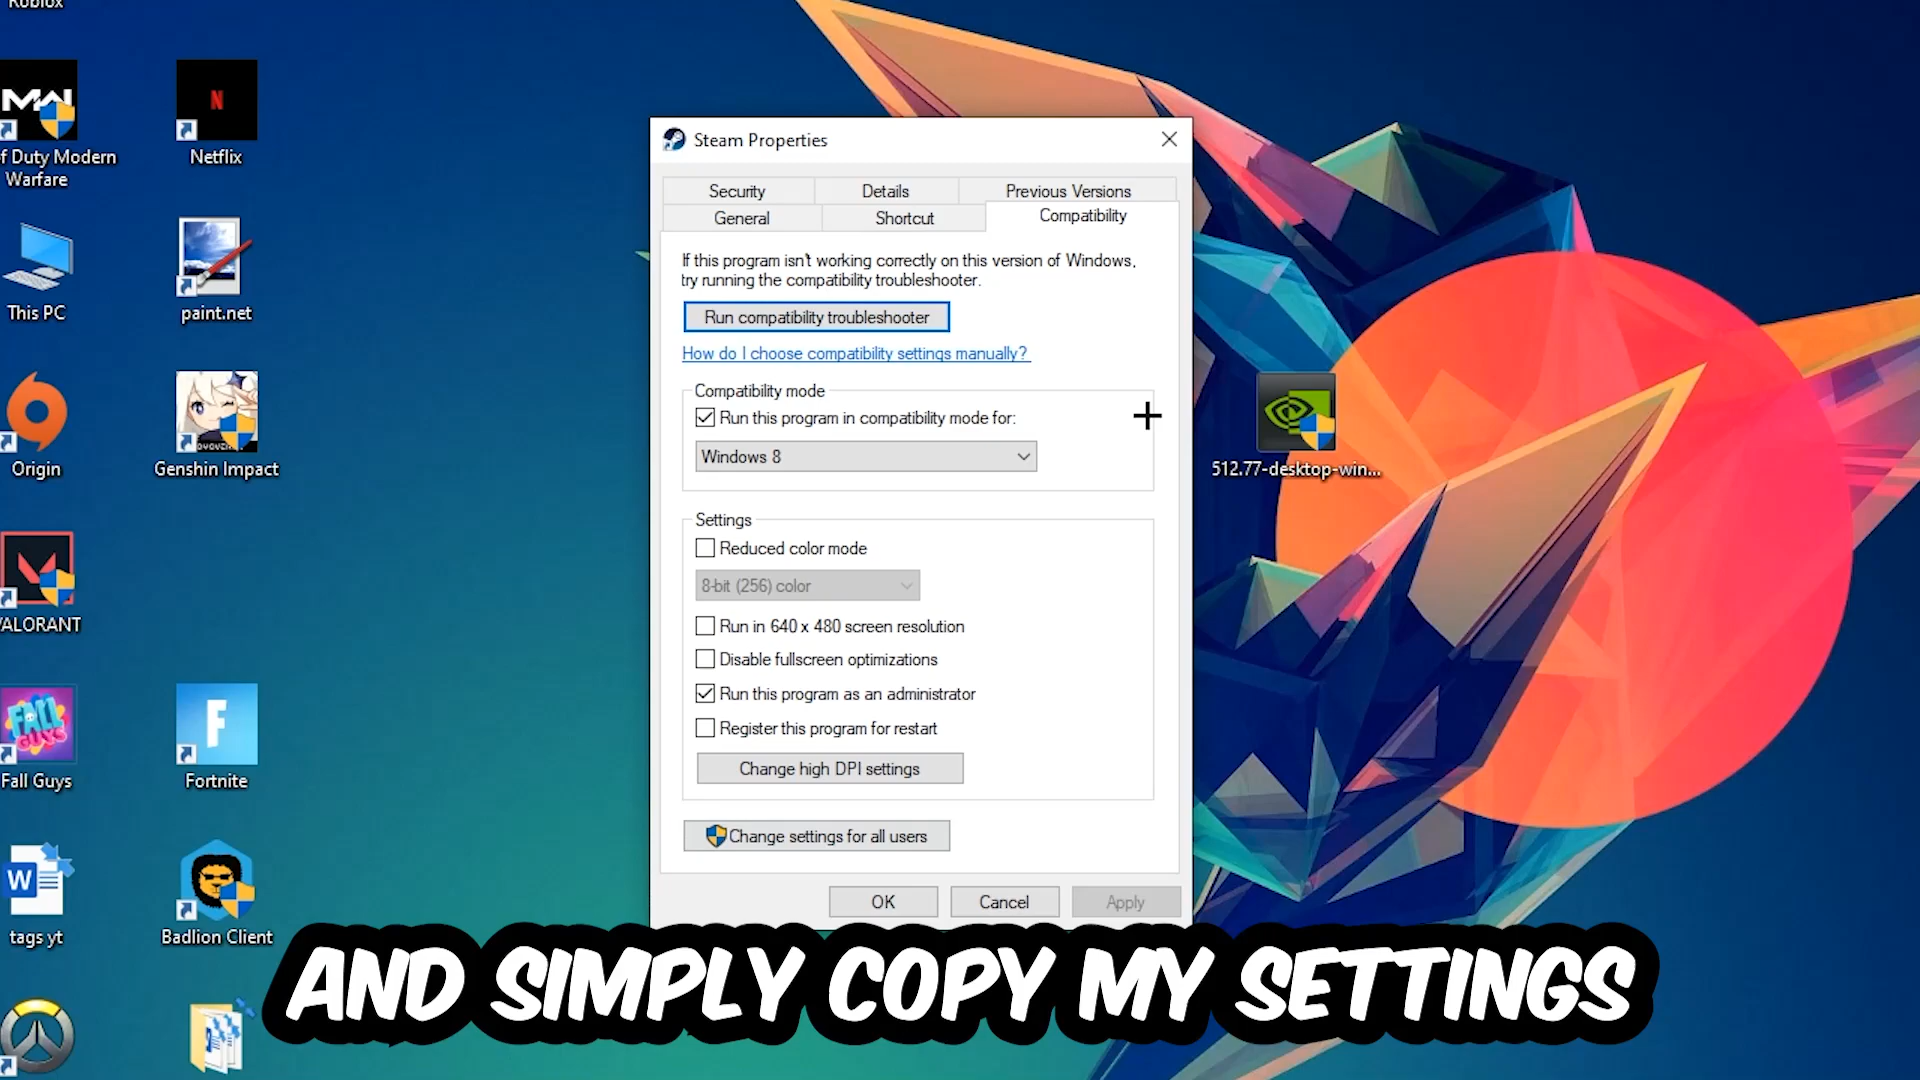 Roblox
MW
f Duty Modern
Warfare
N
Netflix
This PC
paint.net
Origin
Genshin Impact
VALORANT
FALL
GUYS
Fall Guys
F
Fortnite
W
tags yt
Badlion Client
Steam Properties
Security
Details
Previous Versions
General
Shortcut
Compatibility
If this program isn't working correctly on this version of Windows,
try running the compatibility troubleshooter.
Run compatibility troubleshooter
How do I choose compatibility settings manually?
Compatibility mode
Run this program in compatibility mode for:
Windows 8
Settings
Reduced color mode
8-bit (256) color
Run in 640 x 480 screen resolution
Disable fullscreen optimizations
Run this program as an administrator
Register this program for restart
Change high DPI settings
Change settings for all users
OK
Cancel
Apply
512.77-desktop-win...
AND SIMPLY COPY MY SETTINGS